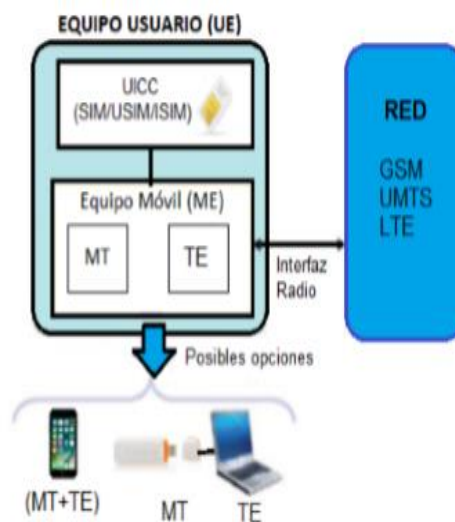 EQUIPO USUARIO (UE)
UICC
(SIM/USIM/ISIM)
Equipo Móvil (ME)
MT
TE
Interfaz
Radio
RED
GSM
UMTS
LTE
Posibles opciones
(MT+TE)
MT
TE